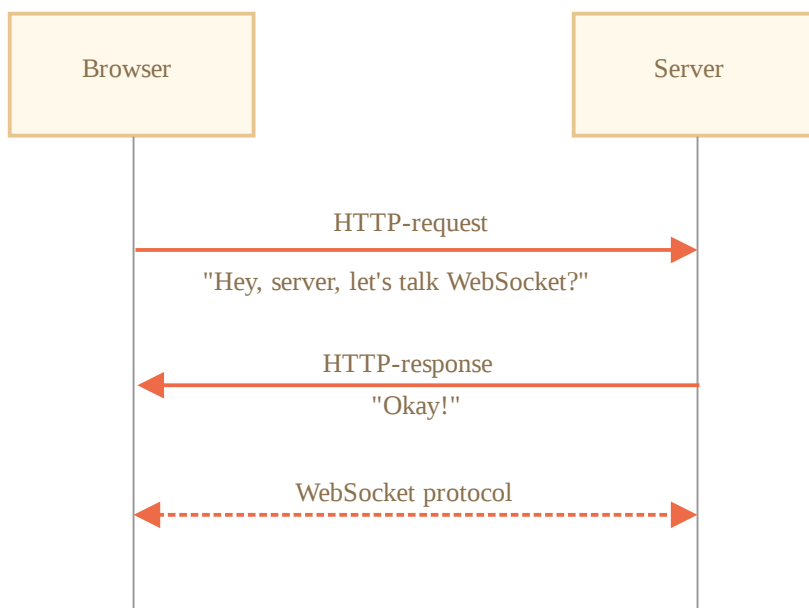 Browser
Server
HTTP-request
"Hey, server, let's talk WebSocket?"
HTTP-response
"Okay!"
WebSocket protocol